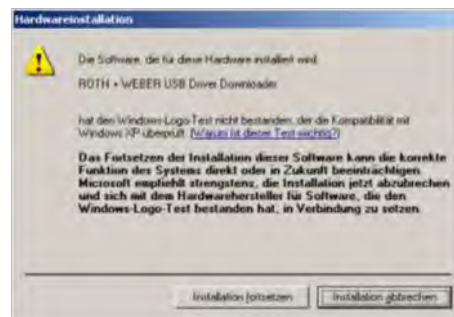 Hardwareinstallation
Die Software, die für diese Hardware installiert wird:
ROTH + WEBER USB Driver Downloader
hat den Windows-Logo-Test nicht bestanden, der die Kompatibilität mit
Windows XP überprüft. (Warum ist dieser Test wichtig?)
Das Fortsetzen der Installation dieser Software kann die korrekte
Funktion des Systems direkt oder in Zukunft beeinträchtigen.
Microsoft empfiehlt strengstens, die Installation jetzt abzubrechen
und sich mit dem Hardwarehersteller für Software, die den
Windows-Logo-Test bestanden hat, in Verbindung zu setzen.
Installation fortsetzen
Installation abbrechen